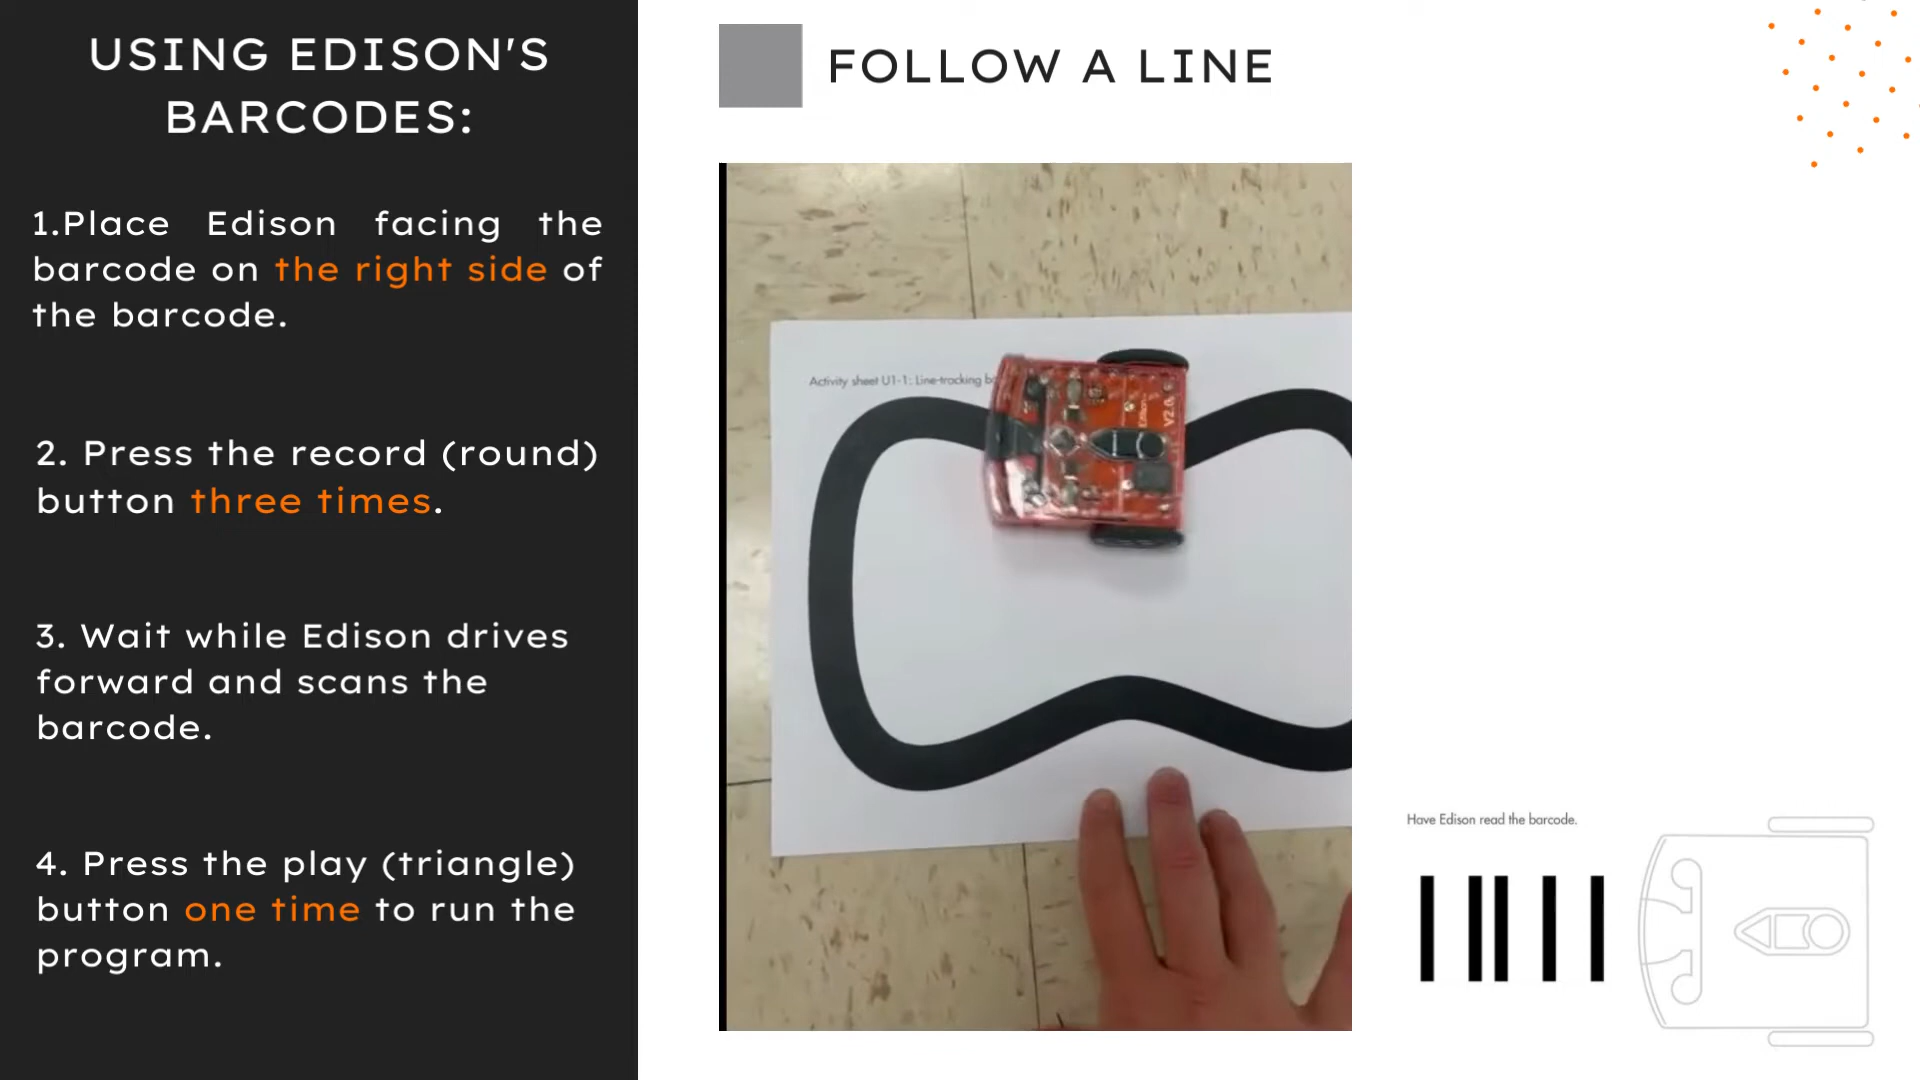 USING EDISON'S
BARCODES:
1.Place Edison facing the
barcode on the right side of
the barcode.
2. Press the record (round)
button three times.
3. Wait while Edison drives
forward and scans the
barcode.
4. Press the play (triangle)
button one time to run the
program.
FOLLOW A LINE
Activity sheet U1-1: Line-tracking
Edison
V2.0
Have Edison read the barcode.